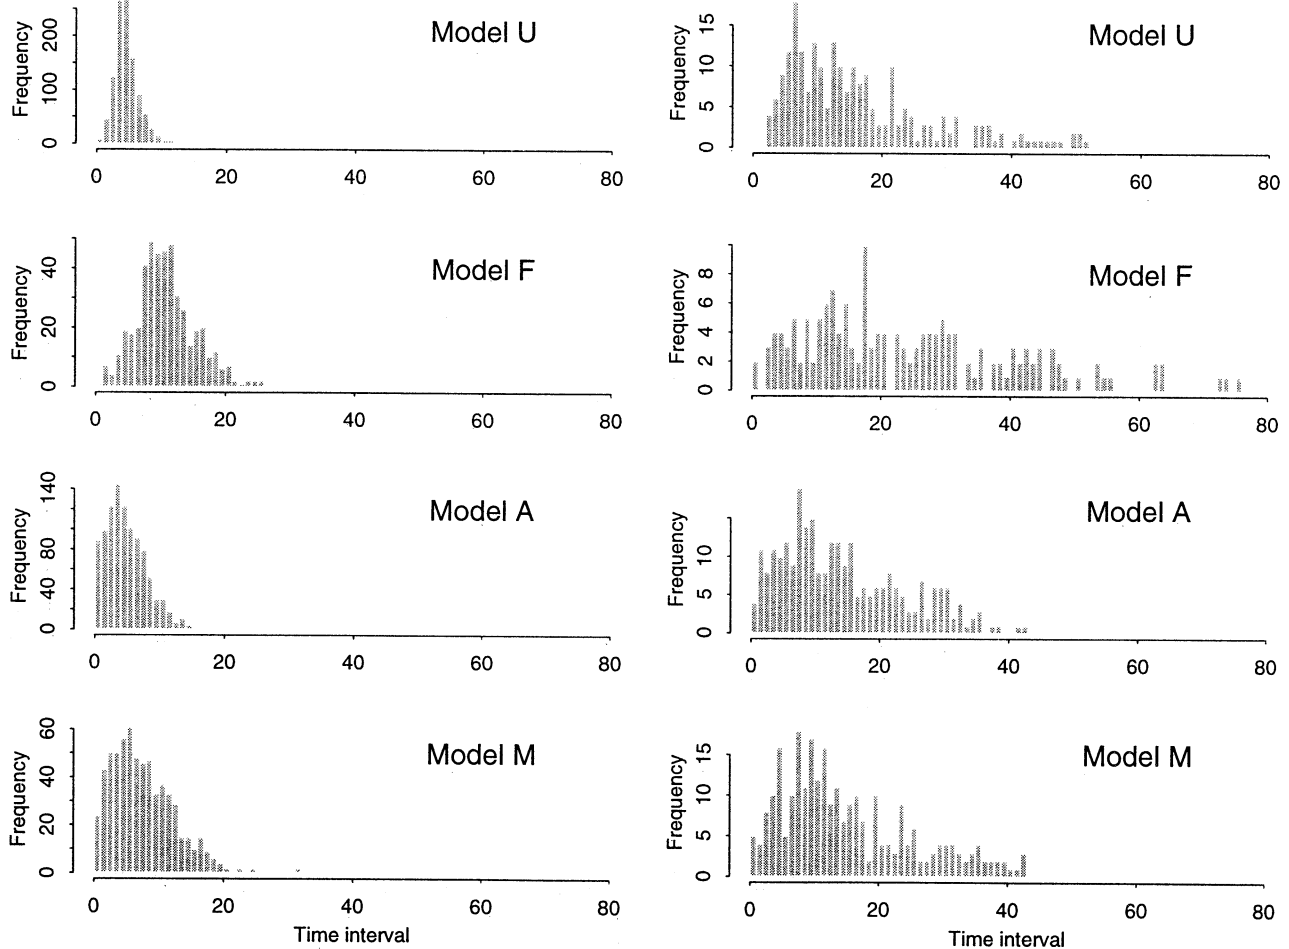 Model U
Frequency
0 100 200
0 20 40 60 80
Model U
Frequency
0 5 10 15
0 20 40 60 80
Model F
Frequency
0 20 40
0 20 40 60 80
Model F
Frequency
0 2 4 6 8
0 20 40 60 80
Model A
Frequency
0 40 80 140
0 20 40 60 80
Model A
Frequency
0 5 10
0 20 40 60 80
Model M
Frequency
0 20 40 60
0 20 40 60 80
Time interval
Model M
Frequency
0 5 10 15
0 20 40 60 80
Time interval